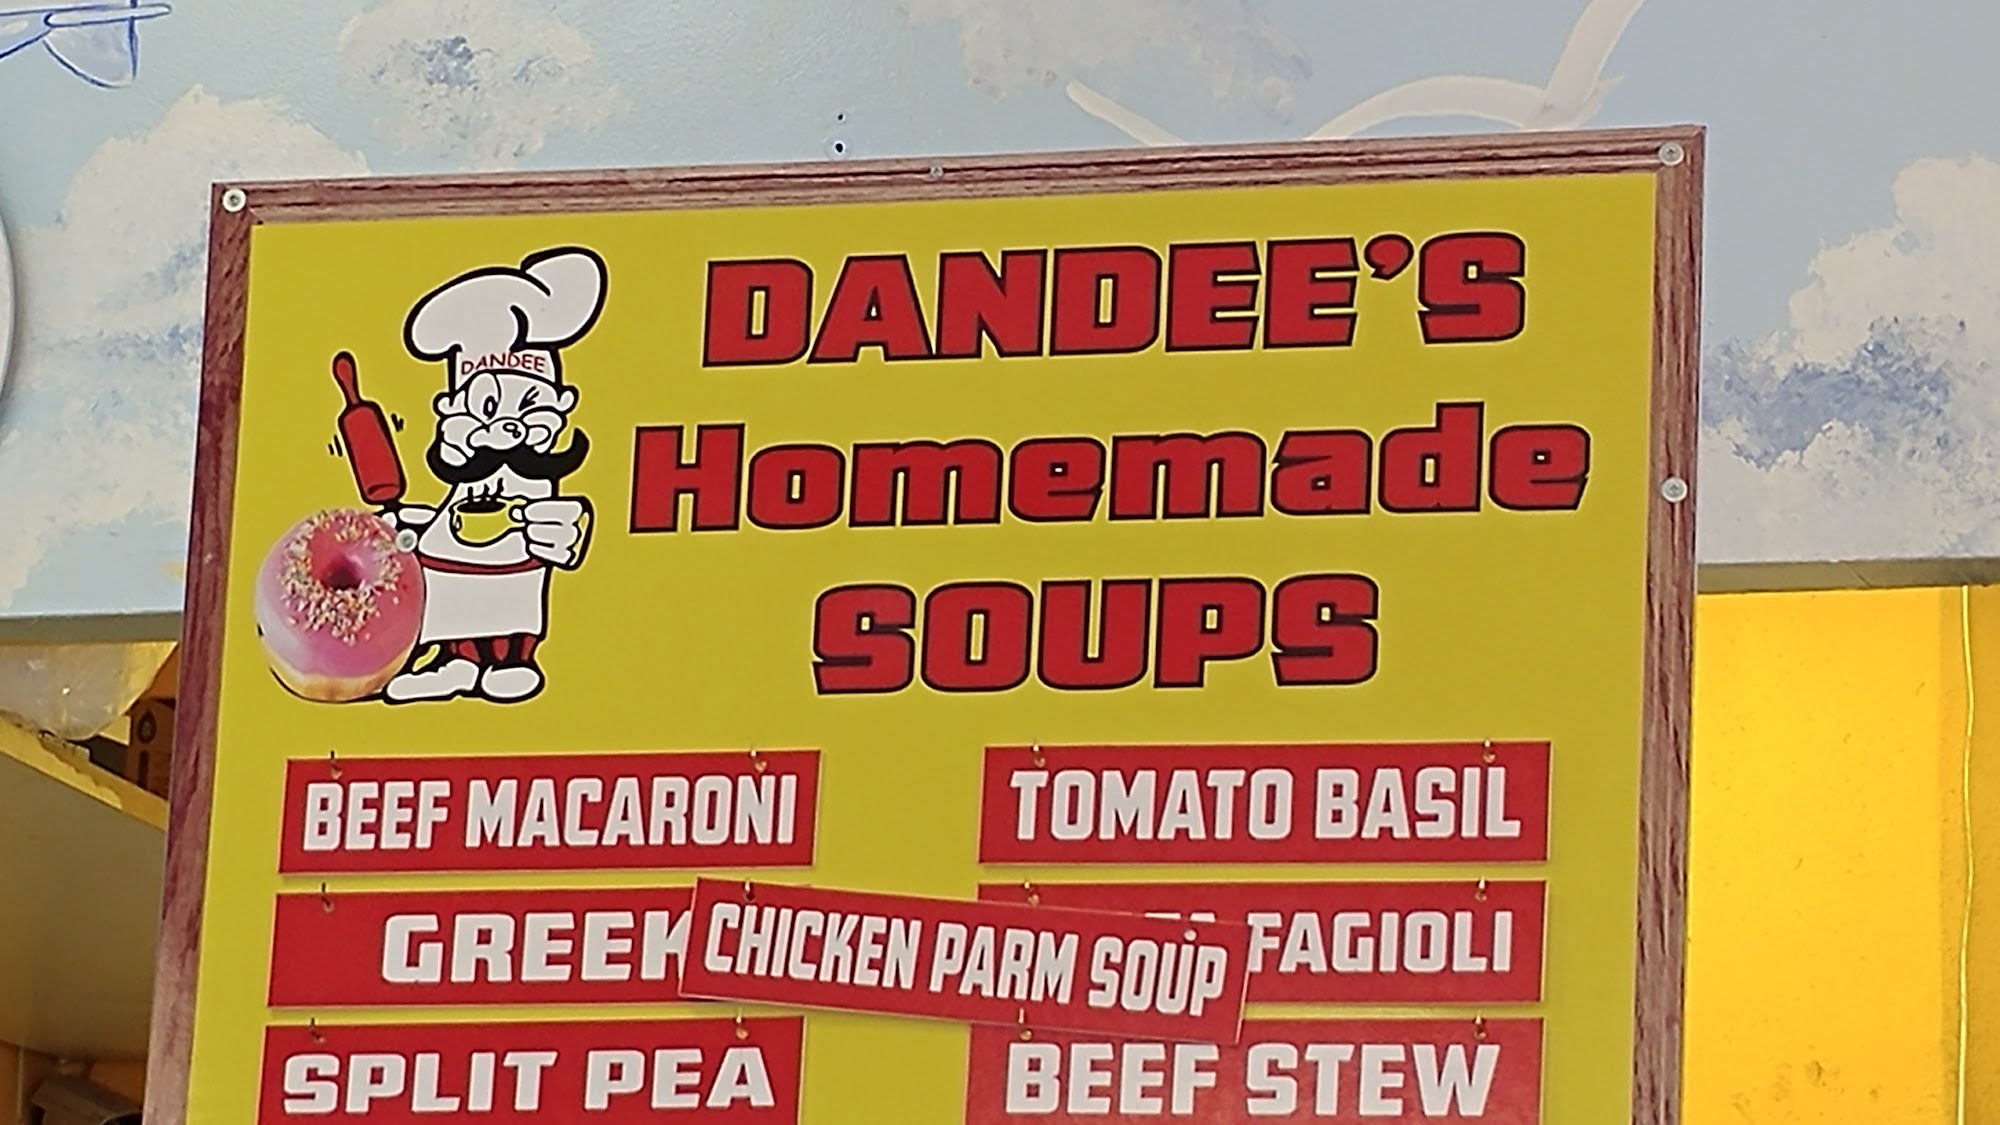 DANDEE'S
DANDEE
Homemade
SOUPS
BEEF MACARONI
TOMATO BASIL
GREEK
CHICKEN PARM SOUP
FAGIOLI
SPLIT PEA
BEEF STEW